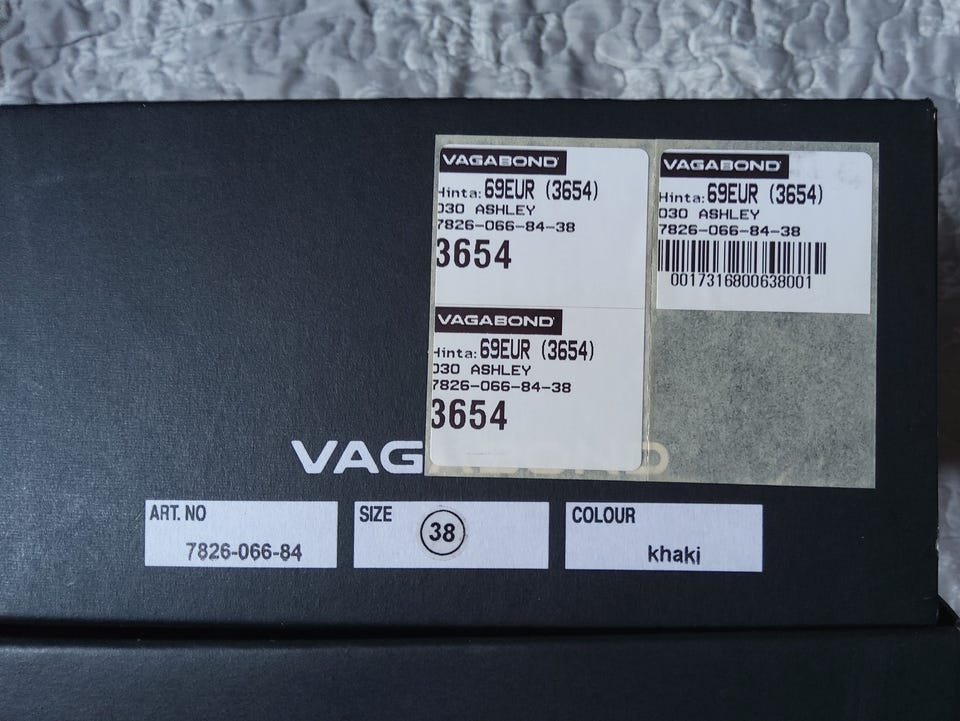 VAGABOND
Hinta: 69EUR (3654)
030 ASHLEY
7826-066-84-38
3654
VAGABOND
Hinta: 69EUR (3654)
030 ASHLEY
7826-066-84-38
0017316800638001
VAGABOND
Hinta: 69EUR (3654)
030 ASHLEY
7826-066-84-38
3654
VAGABOND
ART. NO
7826-066-84
SIZE
38
COLOUR
khaki